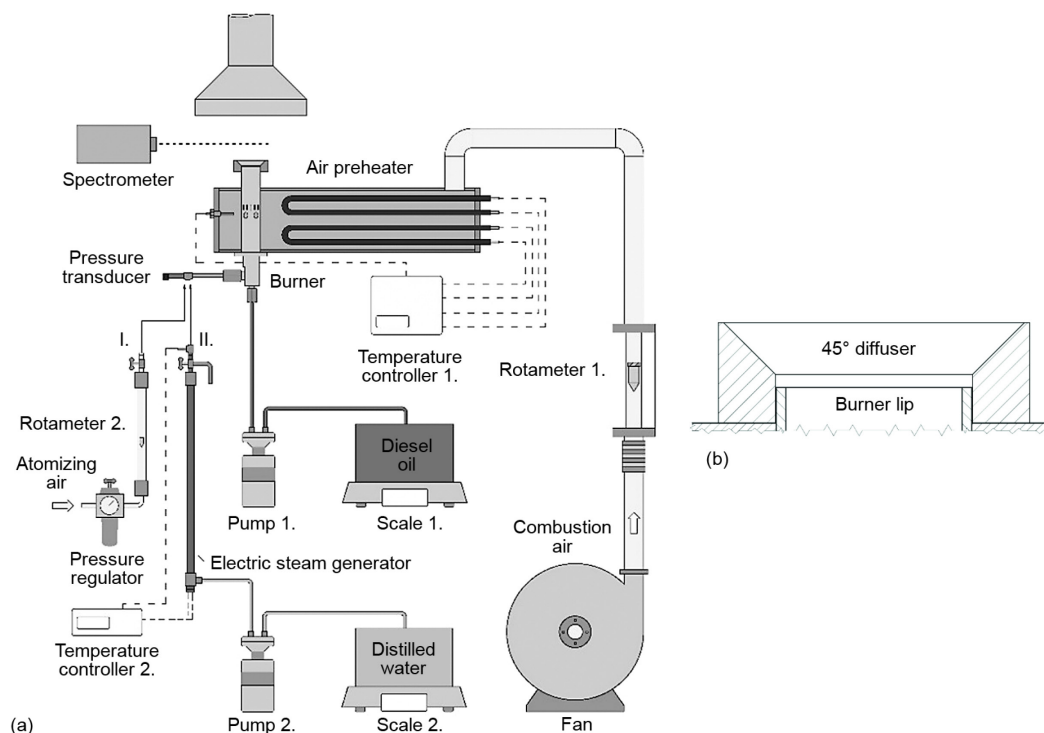 Spectrometer
Air preheater
Pressure
transducer
Burner
I.
II.
Temperature
controller 1.
Rotameter 1.
45° diffuser
Burner lip
(b)
Rotameter 2.
Atomizing
air
Diesel
oil
Pump 1.
Scale 1.
Combustion
air
Pressure
regulator
Electric steam generator
Temperature
controller 2.
Distilled
water
Pump 2.
Scale 2.
Fan
(a)